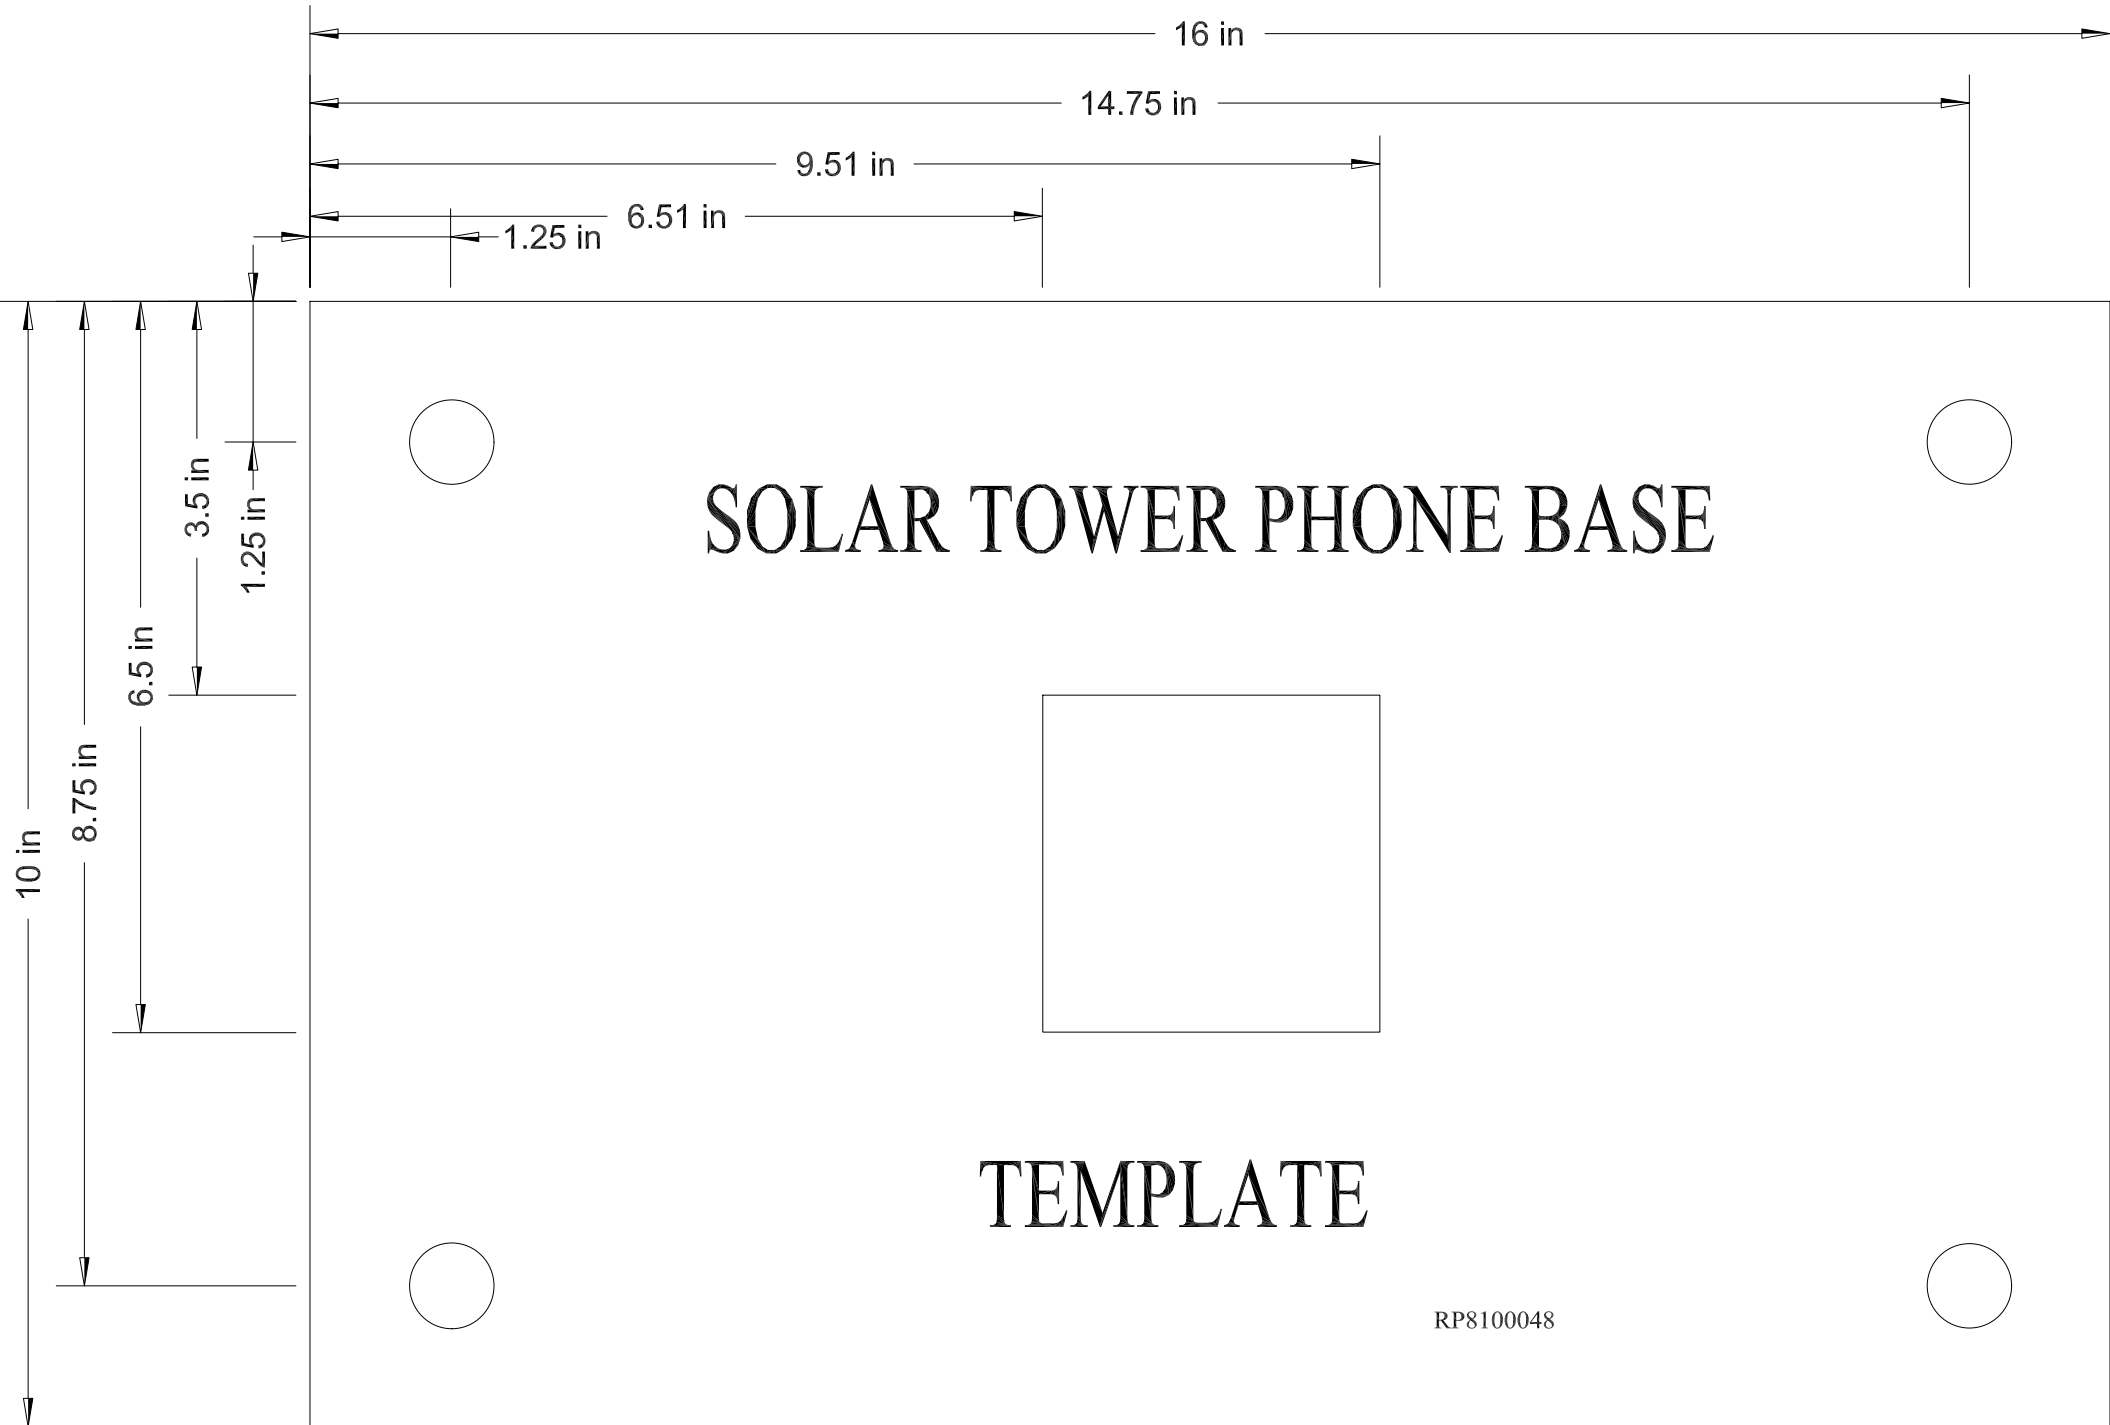 16 in
14.75 in
9.51 in
6.51 in
1.25 in
3.5 in
1.25 in
6.5 in
8.75 in
10 in
SOLAR TOWER PHONE BASE
TEMPLATE
RP8100048